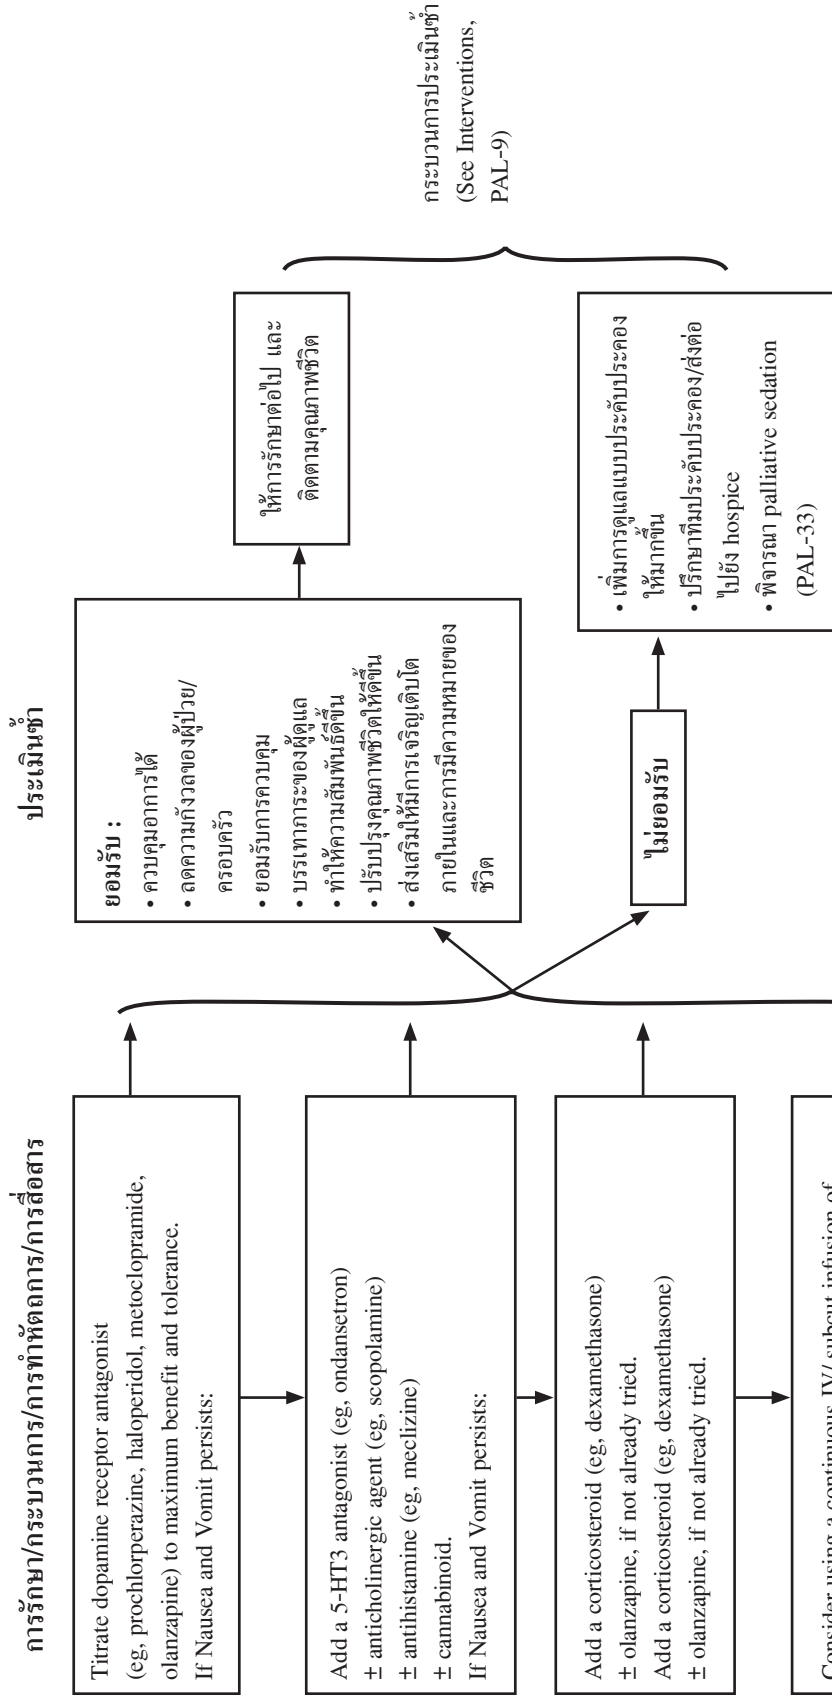 การรักษา/กระบวนการ/การทำหัตถการ/การสื่อสาร
ประเมินซ้ำ
Titrate dopamine receptor antagonist
(eg, prochlorperazine, haloperidol, metoclopramide,
olanzapine) to maximum benefit and tolerance.
If Nausea and Vomit persists:
Add a 5-HT3 antagonist (eg, ondansetron)
± anticholinergic agent (eg, scopolamine)
± antihistamine (eg, meclizine)
± cannabinoid.
If Nausea and Vomit persists:
Add a corticosteroid (eg, dexamethasone)
± olanzapine, if not already tried.
Add a corticosteroid (eg, dexamethasone)
± olanzapine, if not already tried.
Consider using a continuous IV/ subcut infusion of
ยอมรับ :
• ควบคุมอาการได้
• ลดความกังวลของผู้ป่วย/
ครอบครัว
• ยอมรับการควบคุม
• บรรเทาภาระของผู้ดูแล
• ทำให้ความสัมพันธ์ดีขึ้น
• ปรับปรุงคุณภาพชีวิตให้ดีขึ้น
• ส่งเสริมให้มีการเจริญเติบโต
ภายในและการมีความหมายของ
ชีวิต
ไม่ยอมรับ
ให้การรักษาต่อไป และ
ติดตามคุณภาพชีวิต
• เพิ่มการดูแลแบบประคับประคอง
ให้มากขึ้น
• ปรึกษาทีมประคับประคอง/ส่งต่อ
ไปยัง hospice
• พิจารณา palliative sedation
(PAL-33)
กระบวนการประเมินซ้ำ
(See Interventions,
PAL-9)